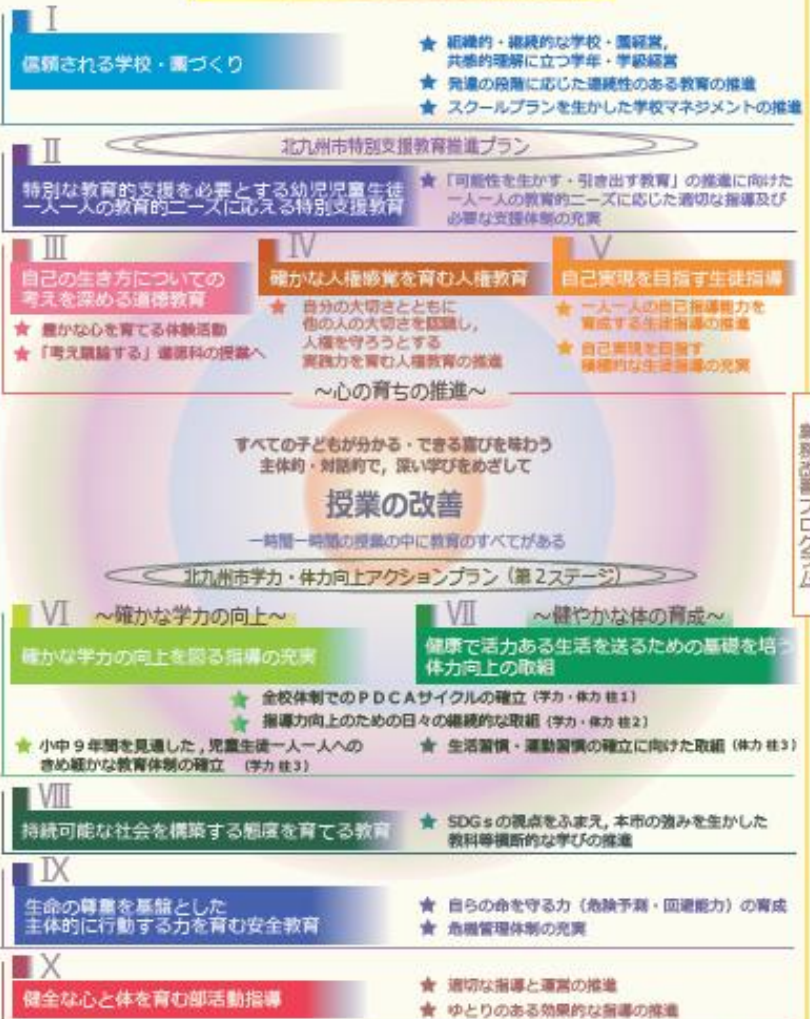 I
信頼される学校・園づくり
★ 組織的・継続的な学校・園経営，
共感的理解に立つ学年・学級経営
★ 発達の段階に応じた連続性のある教育の推進
★ スクールプランを生かした学校マネジメントの推進
北九州市特別支援教育推進プラン
II
特別な教育的支援を必要とする幼児児童生徒
一人一人の教育的ニーズに応える特別支援教育
★ 「可能性を生かす・引き出す教育」の推進に向けた
一人一人の教育的ニーズに応じた適切な指導及び
必要な支援体制の充実
III
自己の生き方についての
考えを深める道徳教育
★ 豊かな心を育てる体験活動
★ 「考え議論する」道徳科の授業へ
IV
確かな人権感覚を育む人権教育
★ 自分の大切さとともに
他の人の大切さを認識し，
人権を守ろうとする
実践力を育む人権教育の推進
V
自己実現を目指す生徒指導
★ 一人一人の自己指導能力を
育成する生徒指導の推進
★ 自己実現を目指す
積極的な生徒指導の充実
～心の育ちの推進～
すべての子どもが分かる・できる喜びを味わう
主体的・対話的で，深い学びをめざして
授業の改善
一時間一時間の授業の中に教育のすべてがある
業務改善プログラム
北九州市学力・体力向上アクションプラン（第２ステージ）
VI ～確かな学力の向上～
確かな学力の向上を図る指導の充実
VII ～健やかな体の育成～
健康で活力ある生活を送るための基礎を培う
体力向上の取組
★ 全校体制でのＰＤＣＡサイクルの確立（学力・体力 柱1）
★ 指導力向上のための日々の継続的な取組（学力・体力 柱2）
★ 小中９年間を見通した，児童生徒一人一人への
きめ細かな教育体制の確立 （学力 柱3）
★ 生活習慣・運動習慣の確立に向けた取組（体力 柱3）
VIII
持続可能な社会を構築する態度を育てる教育
★ SDGsの視点をふまえ，本市の強みを生かした
教科等横断的な学びの推進
IX
生命の尊重を基盤とした
主体的に行動する力を育む安全教育
★ 自らの命を守る力（危険予測・回避能力）の育成
★ 危機管理体制の充実
X
健全な心と体を育む部活動指導
★ 適切な指導と運営の推進
★ ゆとりのある効果的な指導の推進